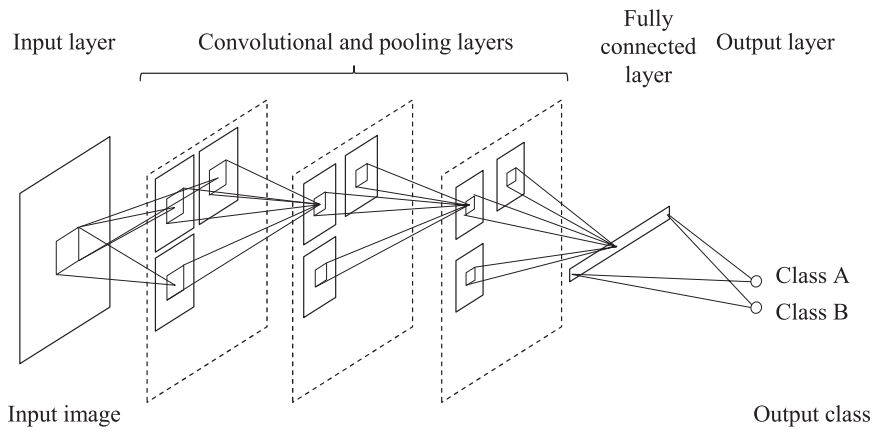 Input layer
Convolutional and pooling layers
Fully
connected
layer
Output layer
Class A
Class B
Input image
Output class